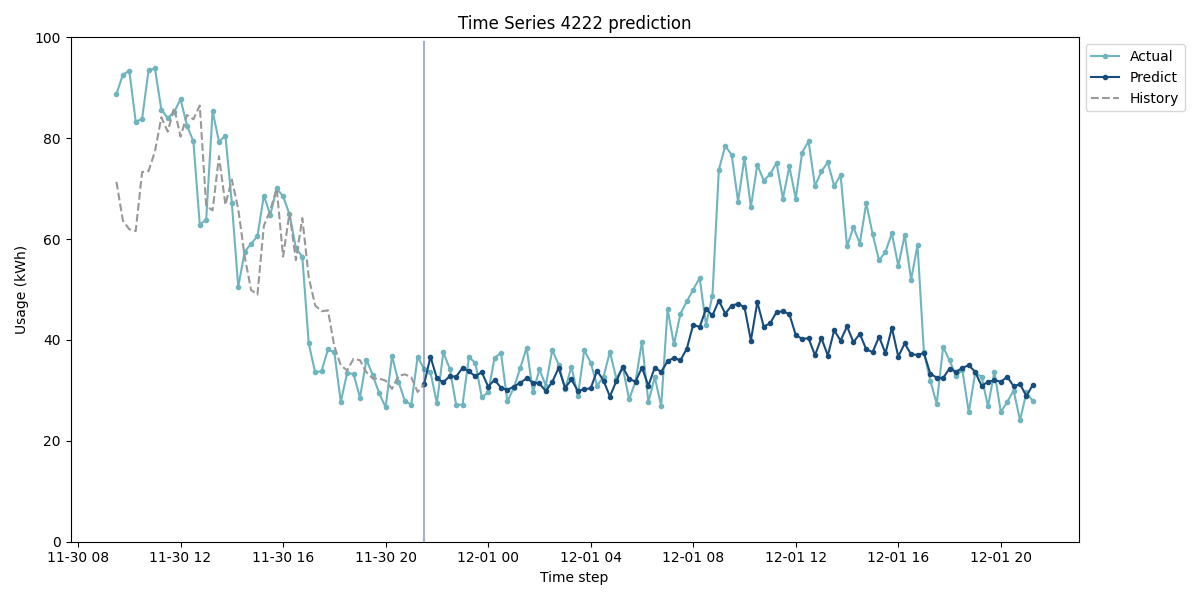 Time Series 4222 prediction
100
80
60
40
20
0
Usage (kWh)
11-30 08
11-30 12
11-30 16
11-30 20
12-01 00
12-01 04
12-01 08
12-01 12
12-01 16
12-01 20
Time step
Actual
Predict
History